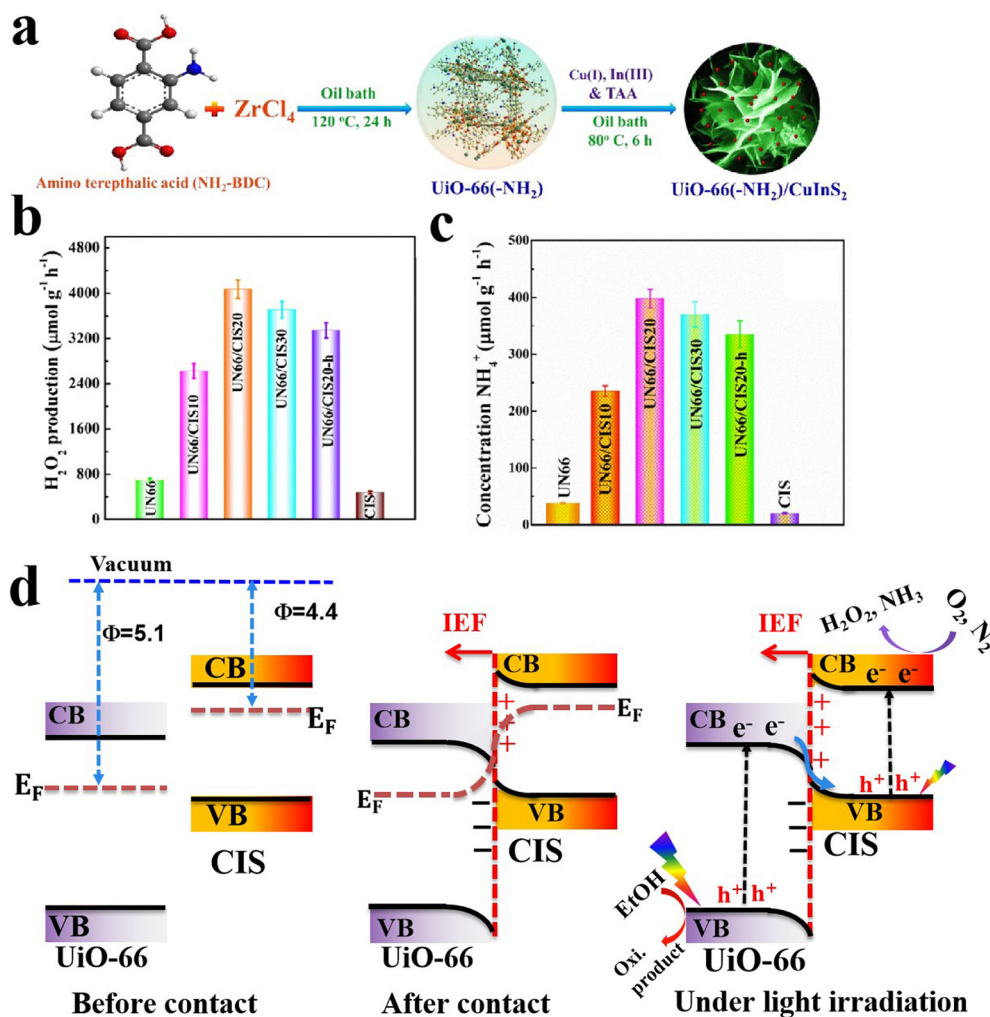 a
Amino terepthalic acid (NH₂-BDC)
+ ZrCl₄
Oil bath
120 °C, 24 h
UiO-66(-NH₂)
Cu(I), In(III)
& TAA
Oil bath
80° C, 6 h
UiO-66(-NH₂)/CuInS₂
b
H₂O₂ production (µmol g⁻¹ h⁻¹)
4800
4000
3200
2400
1600
800
0
UN66
UN66/CIS10
UN66/CIS20
UN66/CIS30
UN66/CIS20-h
CIS
c
Concentration NH₄⁺ (µmol g⁻¹ h⁻¹)
500
400
300
200
100
0
UN66
UN66/CIS10
UN66/CIS20
UN66/CIS30
UN66/CIS20-h
CIS
d
Vacuum
Φ=5.1
Φ=4.4
CB
CB
E_F
E_F
VB
CIS
VB
UiO-66
Before contact
IEF
CB
+
+
+
CB
E_F
E_F
VB
CIS
VB
UiO-66
After contact
IEF
H₂O₂, NH₃
O₂, N₂
CB
e⁻ e⁻
+
+
+
CB
e⁻ e⁻
h⁺ h⁺
VB
CIS
EtOH
h⁺ h⁺
VB
Oxi.
product
UiO-66
Under light irradiation